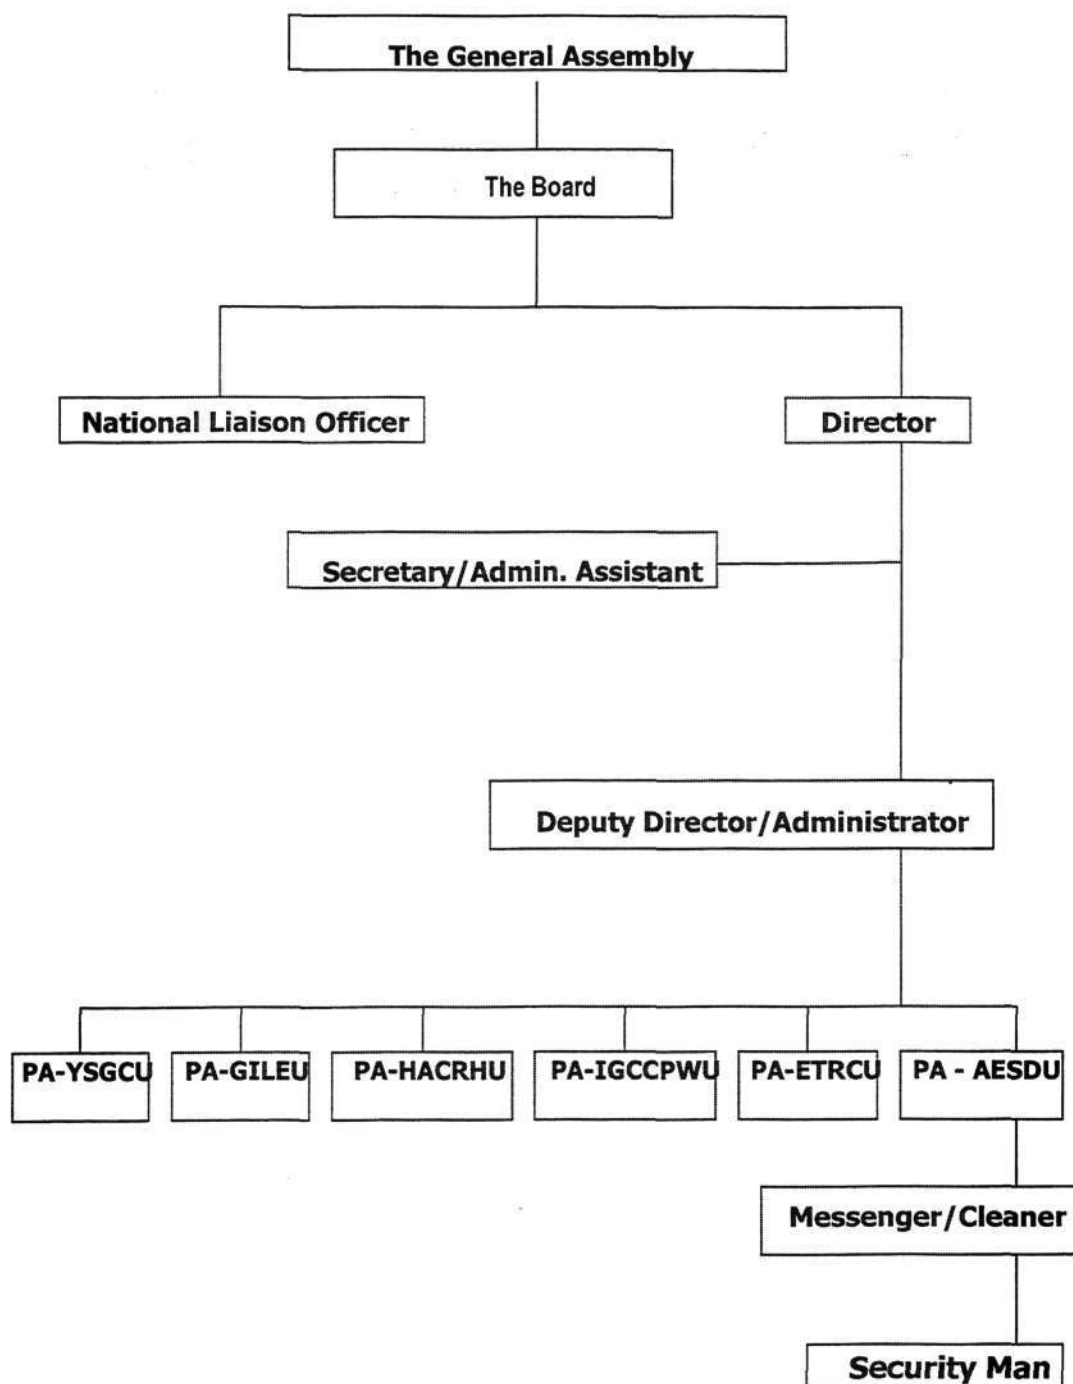 The General Assembly
The Board
National Liaison Officer
Director
Secretary/Admin. Assistant
Deputy Director/Administrator
PA-YSGCU
PA-GILEU
PA-HACRHU
PA-IGCCPWU
PA-ETRCU
PA - AESDU
Messenger/Cleaner
Security Man